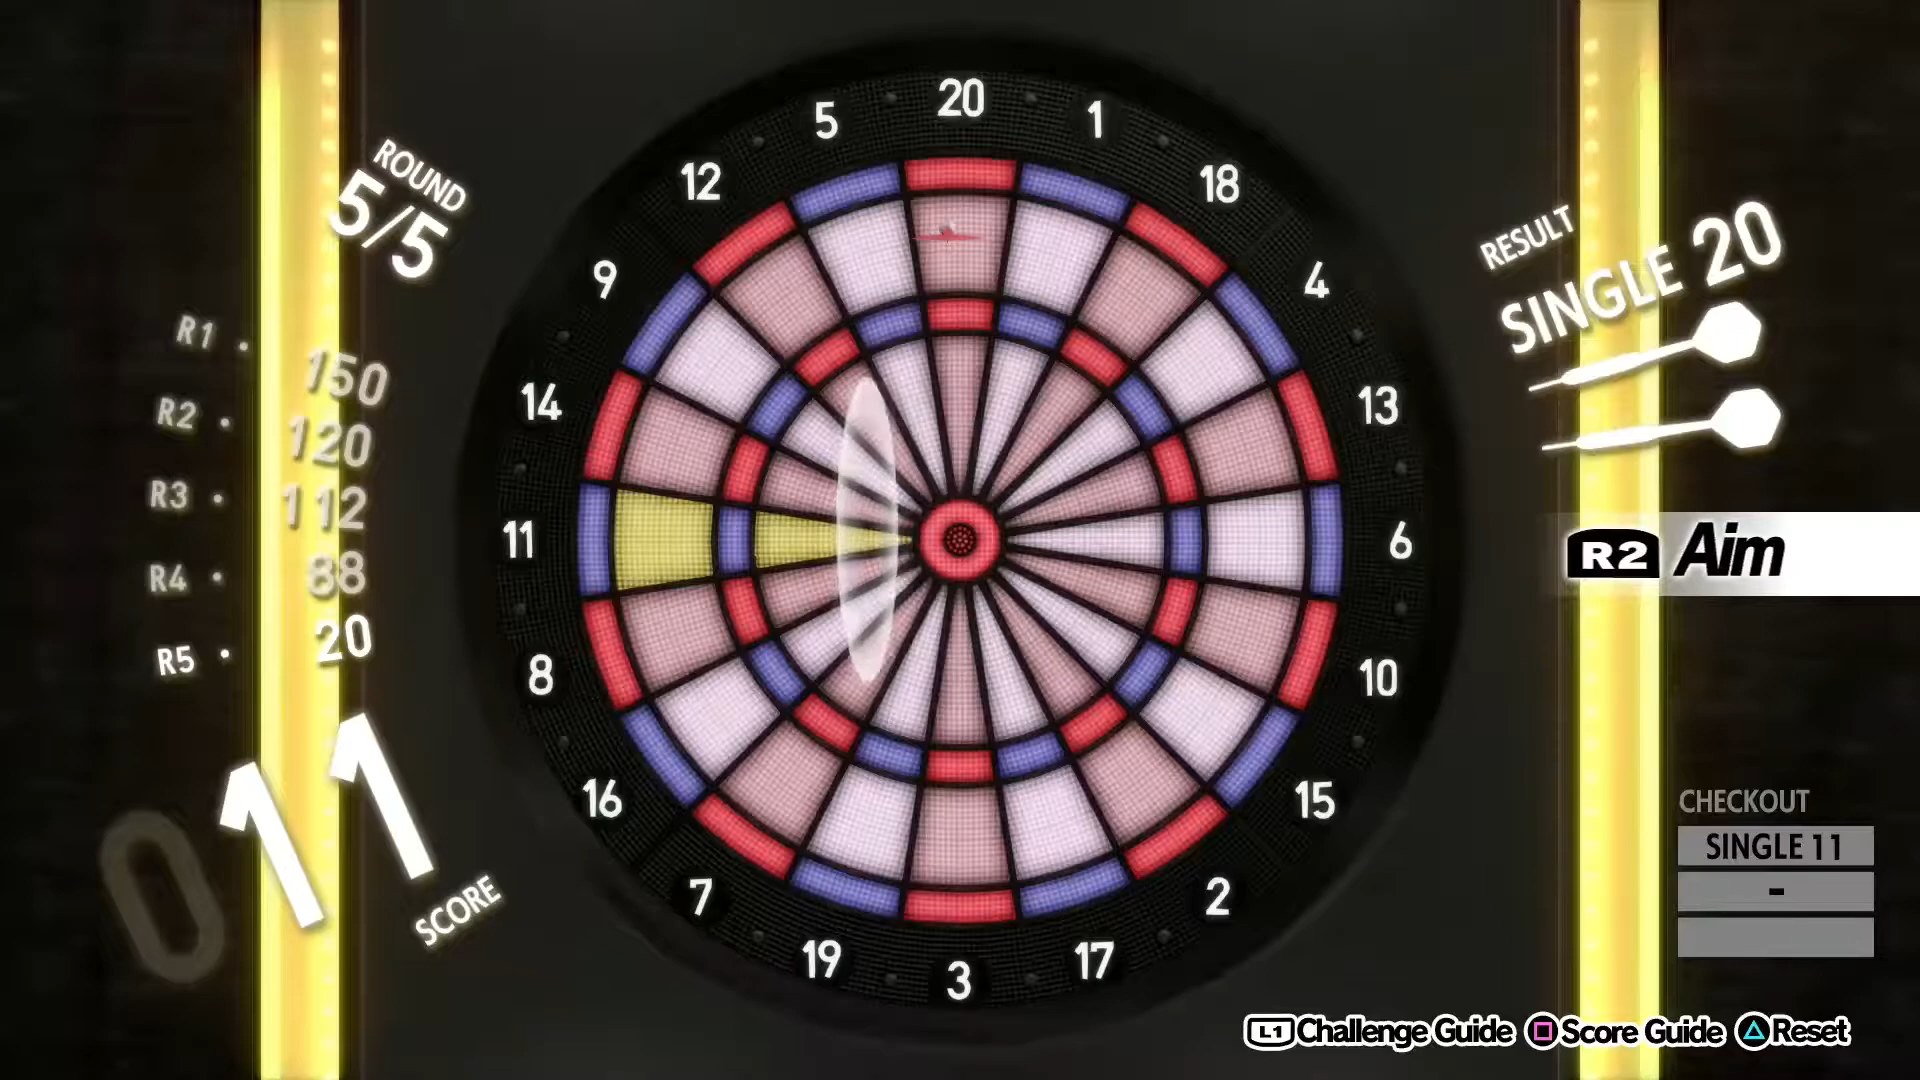 ROUND
5/5
R1 · 150
R2 · 120
R3 · 112
R4 · 88
R5 · 20
011
SCORE
20
1
18
4
13
6
10
15
2
17
3
19
7
16
8
11
14
9
12
5
RESULT
SINGLE 20
R2 Aim
CHECKOUT
SINGLE 11
-
L1 Challenge Guide Score Guide Reset